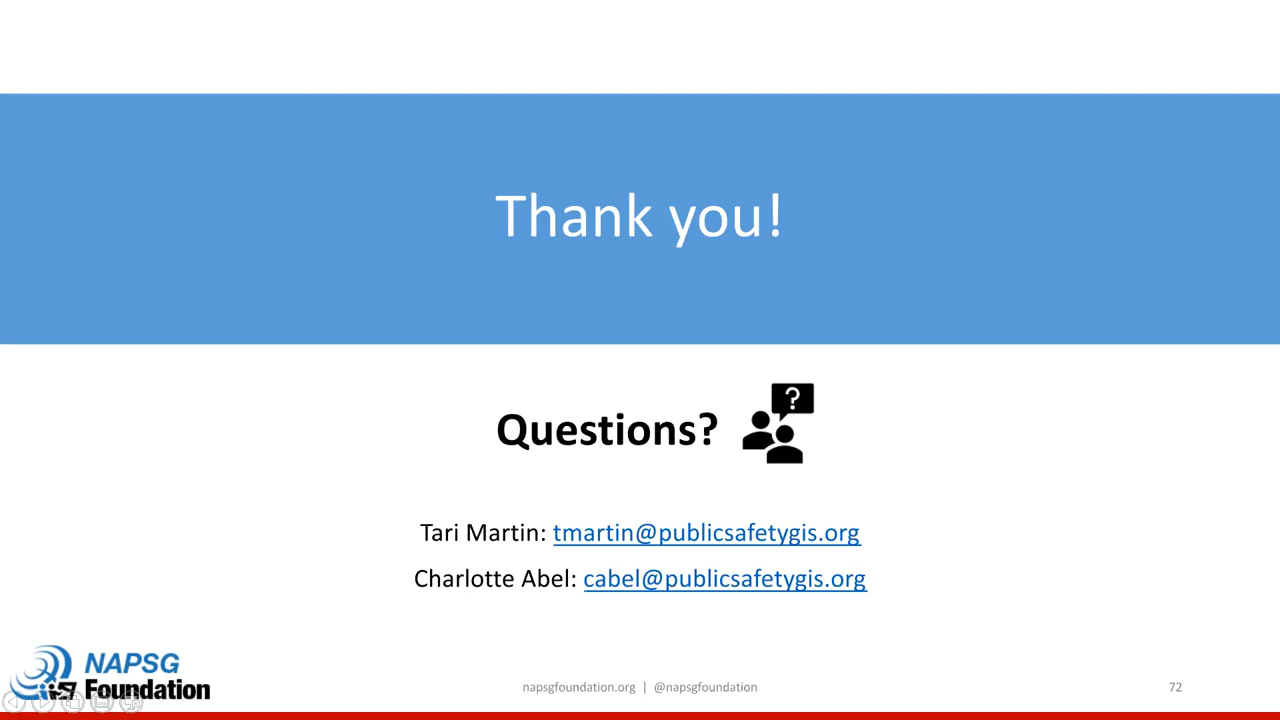 Thank you!
Questions?
?
Tari Martin: tmartin@publicsafetygis.org
Charlotte Abel: cabel@publicsafetygis.org
NAPSG
Foundation
napsgfoundation.org | @napsgfoundation
72